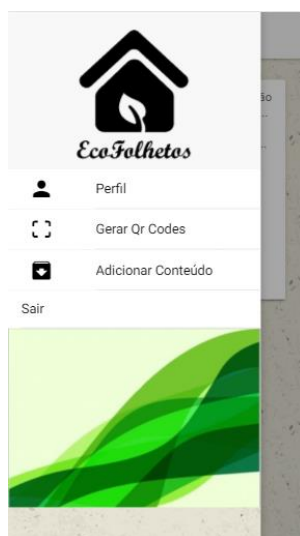 EcoFolhetos
Perfil
Gerar Qr Codes
Adicionar Conteúdo
Sair